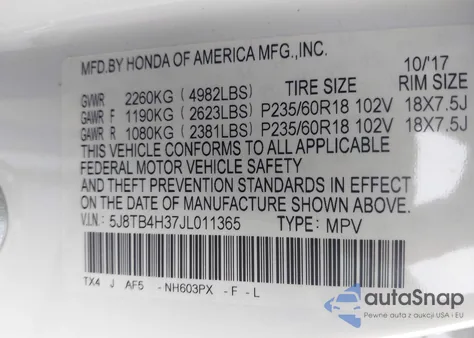 MFD.BY HONDA OF AMERICA MFG.,INC. 10/'17
TIRE SIZE RIM SIZE
GVWR 2260KG (4982LBS)
GAWR F 1190KG (2623LBS) P235/60R18 102V 18X7.5J
GAWR R 1080KG (2381LBS) P235/60R18 102V 18X7.5J
THIS VEHICLE CONFORMS TO ALL APPLICABLE
FEDERAL MOTOR VEHICLE SAFETY
AND THEFT PREVENTION STANDARDS IN EFFECT
ON THE DATE OF MANUFACTURE SHOWN ABOVE.
V.I.N: 5J8TB4H37JL011365 TYPE: MPV
TX4 J AF5 -NH603PX -F -L
autoSnap
Pewne auta z dostawą USA i EU